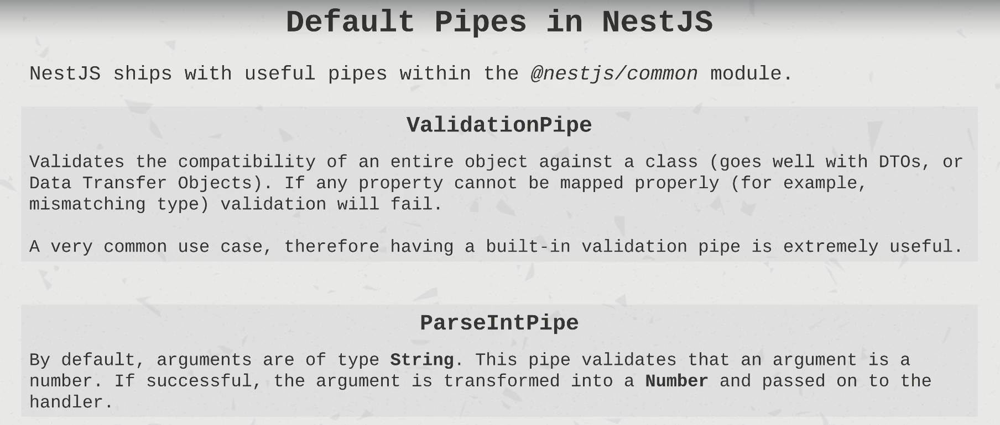 Default Pipes in NestJS
NestJS ships with useful pipes within the @nestjs/common module.
ValidationPipe
Validates the compatibility of an entire object against a class (goes well with DTOs, or
Data Transfer Objects). If any property cannot be mapped properly (for example,
mismatching type) validation will fail.
A very common use case, therefore having a built-in validation pipe is extremely useful.
ParseIntPipe
By default, arguments are of type String. This pipe validates that an argument is a
number. If successful, the argument is transformed into a Number and passed on to the
handler.